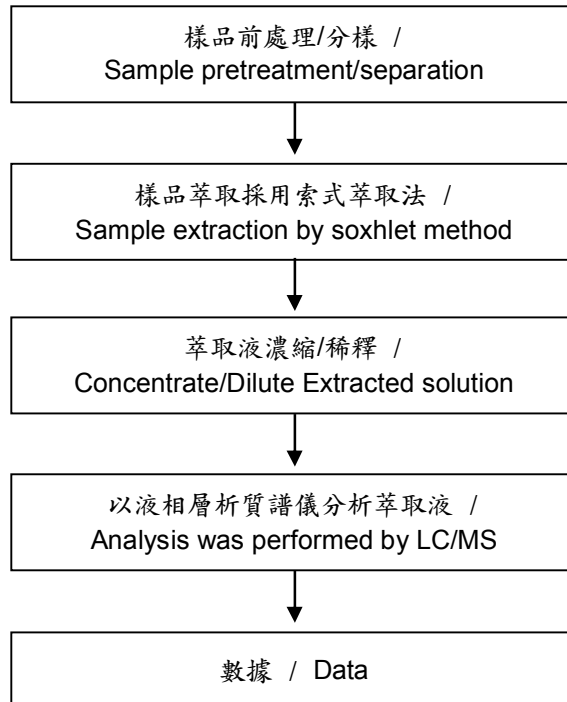 樣品前處理/分樣 /
Sample pretreatment/separation
樣品萃取採用索式萃取法 /
Sample extraction by soxhlet method
萃取液濃縮/稀釋 /
Concentrate/Dilute Extracted solution
以液相層析質譜儀分析萃取液 /
Analysis was performed by LC/MS
數據 / Data